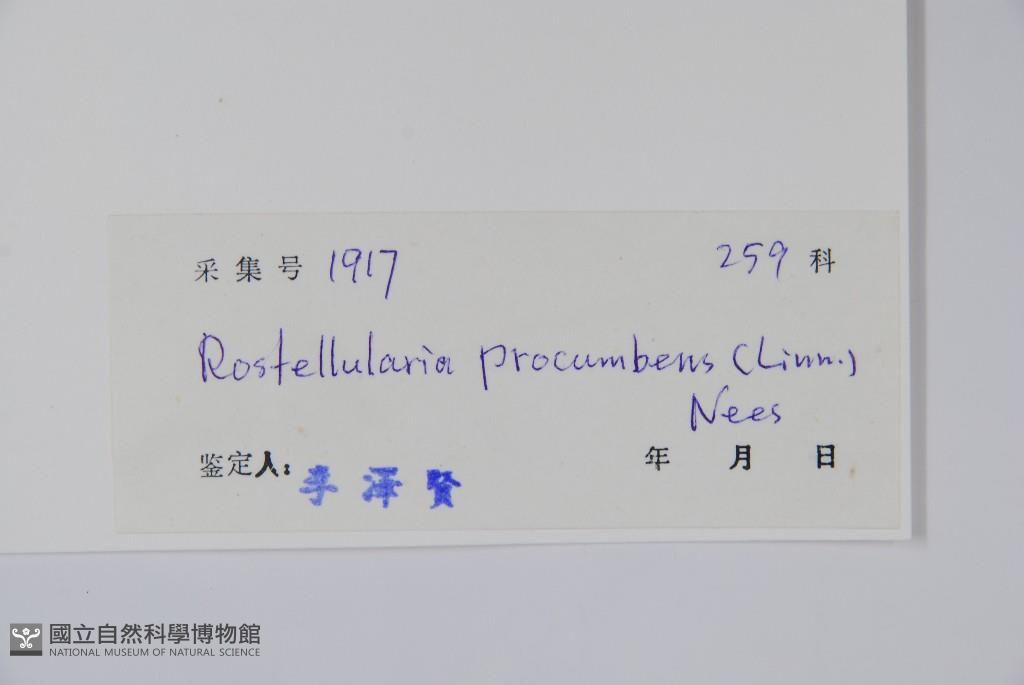 采集号 1917 259 科
Rostellularia procumbens (Linn.)
Nees
鉴定人: 李泽贤 年 月 日
國立自然科學博物館
NATIONAL MUSEUM OF NATURAL SCIENCE